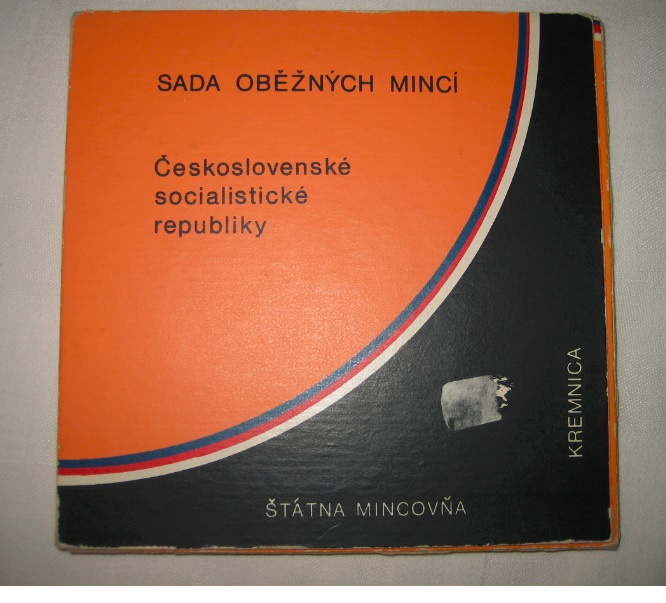 SADA OBĚŽNÝCH MINCÍ
Československé
socialistické
republiky
KREMNICA
ŠTÁTNA MINCOVŇA